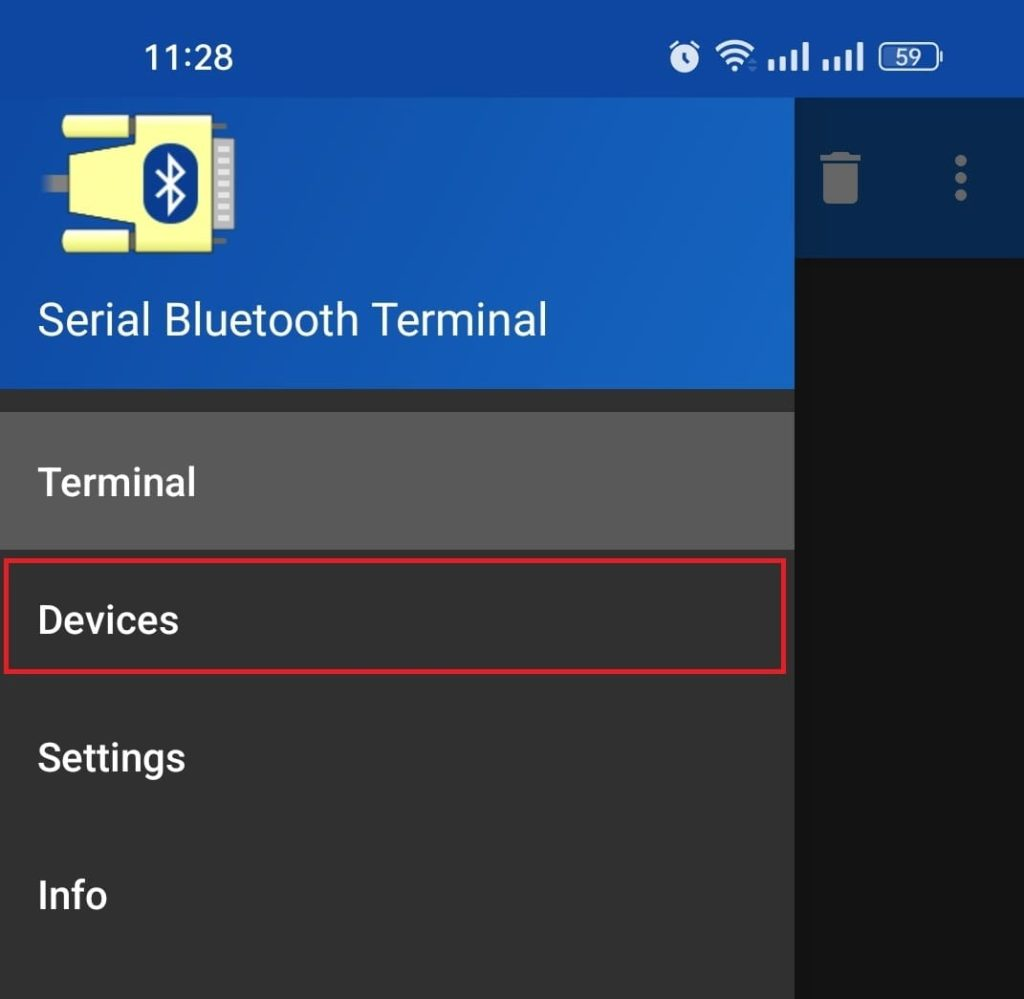 11:28
59
Serial Bluetooth Terminal
Terminal
Devices
Settings
Info